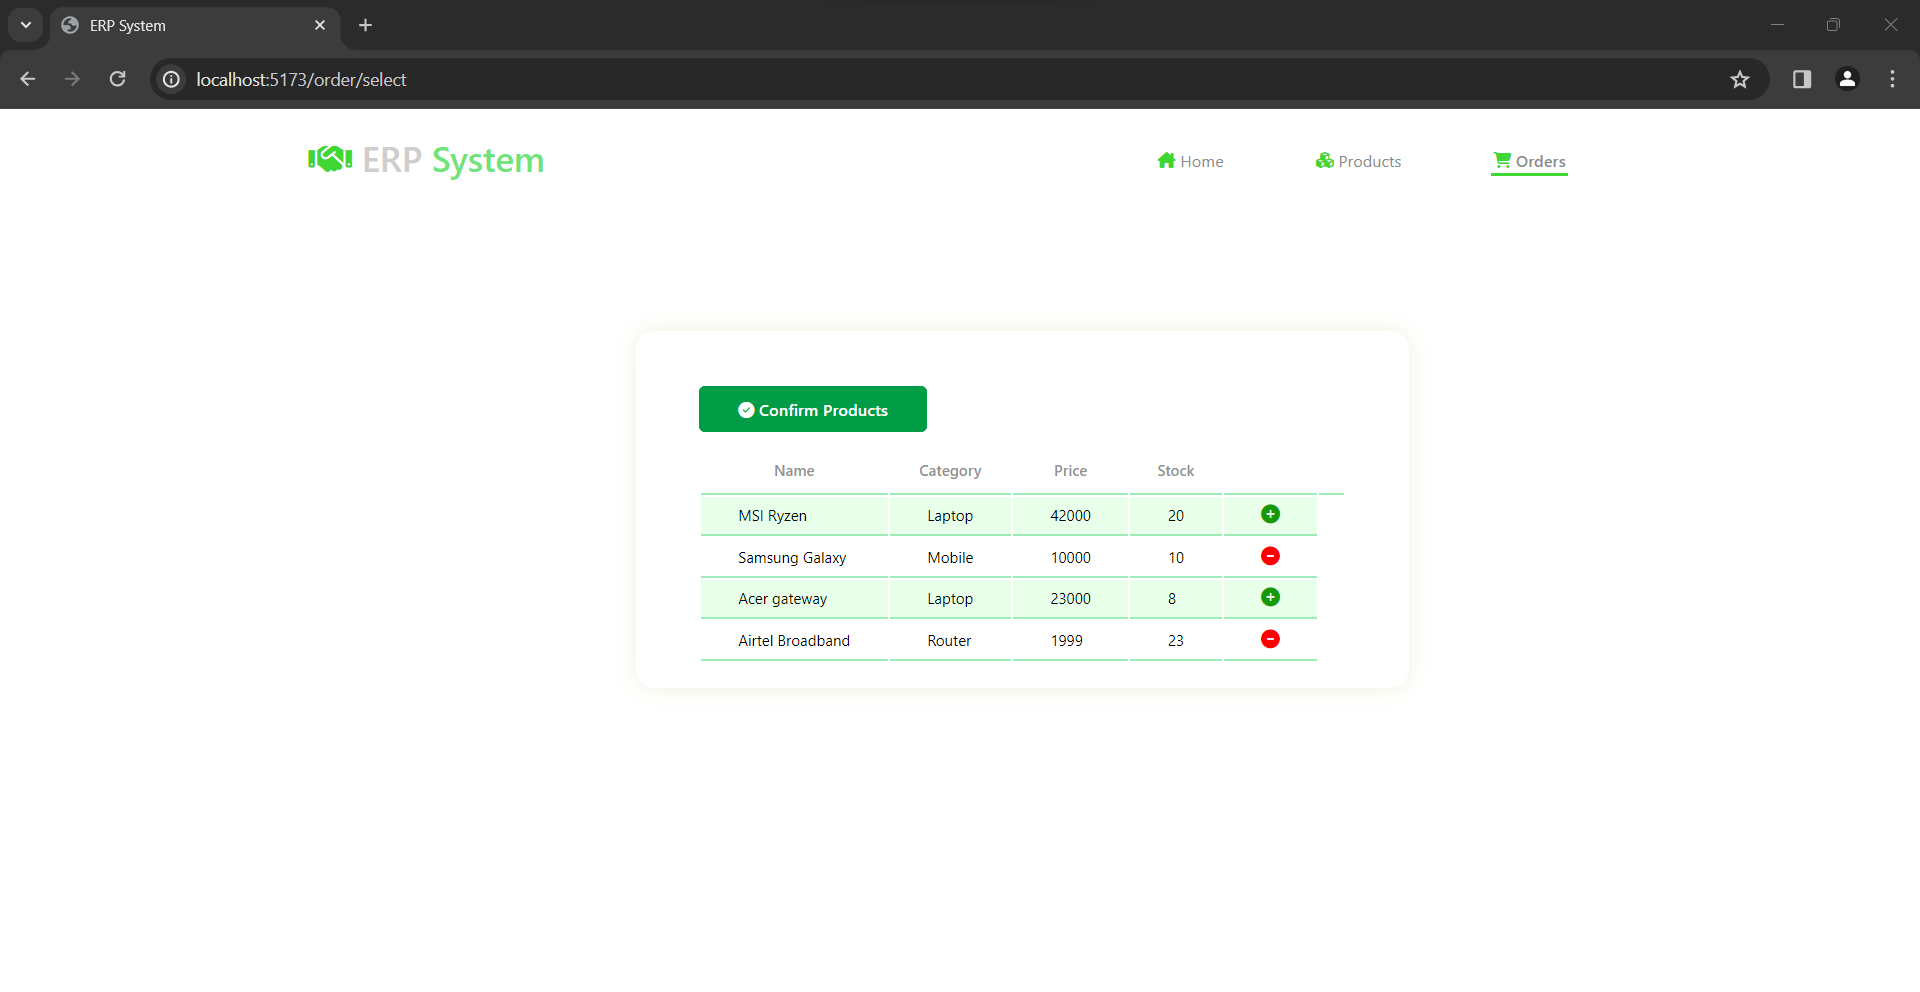 ERP System
localhost:5173/order/select
ERP System
Home Products Orders
Confirm Products
Name Category Price Stock
MSI Ryzen Laptop 42000 20
Samsung Galaxy Mobile 10000 10
Acer gateway Laptop 23000 8
Airtel Broadband Router 1999 23